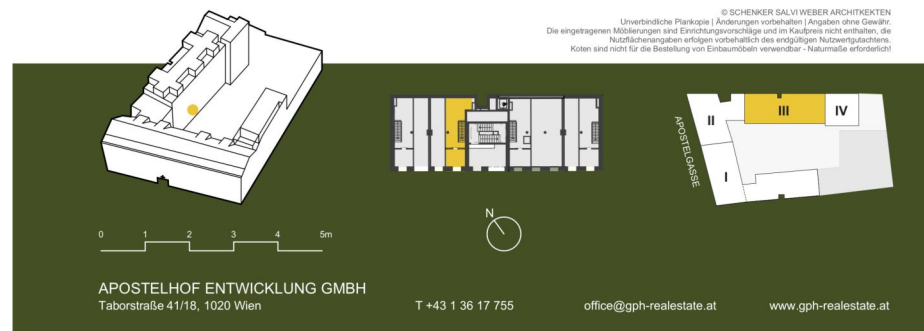 © SCHENKER SALVI WEBER ARCHITKEKTEN
Unverbindliche Plankopie | Änderungen vorbehalten | Angaben ohne Gewähr.
Die eingetragenen Möblierungen sind Einrichtungsvorschläge und im Kaufpreis nicht enthalten, die
Nutzflächenangaben erfolgen vorbehaltlich des endgültigen Nutzwertgutachtens.
Koten sind nicht für die Bestellung von Einbaumöbeln verwendbar - Naturmaße erforderlich!
II
III
IV
I
APOSTELGASSE
N
0 1 2 3 4 5m
APOSTELHOF ENTWICKLUNG GMBH
Taborstraße 41/18, 1020 Wien
T +43 1 36 17 755
office@gph-realestate.at
www.gph-realestate.at